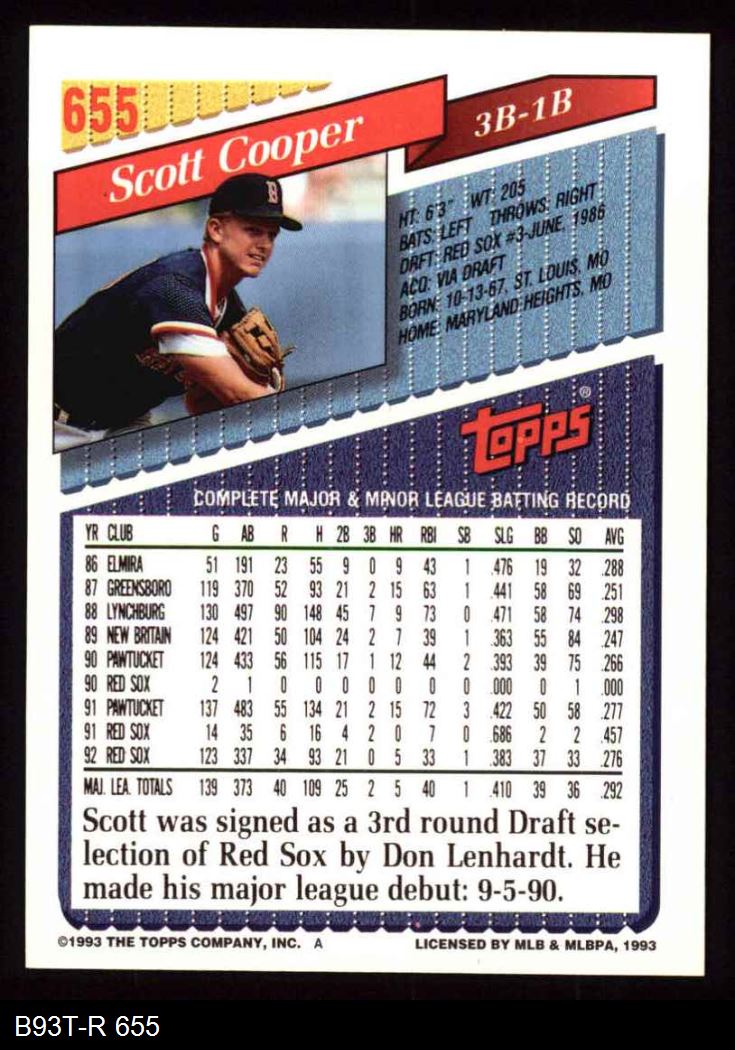 655
Scott Cooper
3B-1B
B
HT: 6'3" WT: 205
BATS: LEFT THROWS: RIGHT
DRFT: RED SOX #3-JUNE, 1986
ACQ: VIA DRAFT
BORN: 10-13-67, ST. LOUIS, MO
HOME: MARYLAND HEIGHTS, MO
TOPPS®
COMPLETE MAJOR & MINOR LEAGUE BATTING RECORD
YR CLUB G AB R H 2B 3B HR RBI SB SLG BB SO AVG
86 ELMIRA 51 191 23 55 9 0 9 43 1 .476 19 32 .288
87 GREENSBORO 119 370 52 93 21 2 15 63 1 .441 58 69 .251
88 LYNCHBURG 130 497 90 148 45 7 9 73 0 .471 58 74 .298
89 NEW BRITAIN 124 421 50 104 24 2 7 39 1 .363 55 84 .247
90 PAWTUCKET 124 433 56 115 17 1 12 44 2 .393 39 75 .266
90 RED SOX 2 1 0 0 0 0 0 0 0 .000 0 1 .000
91 PAWTUCKET 137 483 55 134 21 2 15 72 3 .422 50 58 .277
91 RED SOX 14 35 6 16 4 2 0 7 0 .686 2 2 .457
92 RED SOX 123 337 34 93 21 0 5 33 1 .383 37 33 .276
MAJ. LEA. TOTALS 139 373 40 109 25 2 5 40 1 .410 39 36 .292
Scott was signed as a 3rd round Draft se-
lection of Red Sox by Don Lenhardt. He
made his major league debut: 9-5-90.
©1993 THE TOPPS COMPANY, INC. A LICENSED BY MLB & MLBPA, 1993
B93T-R 655